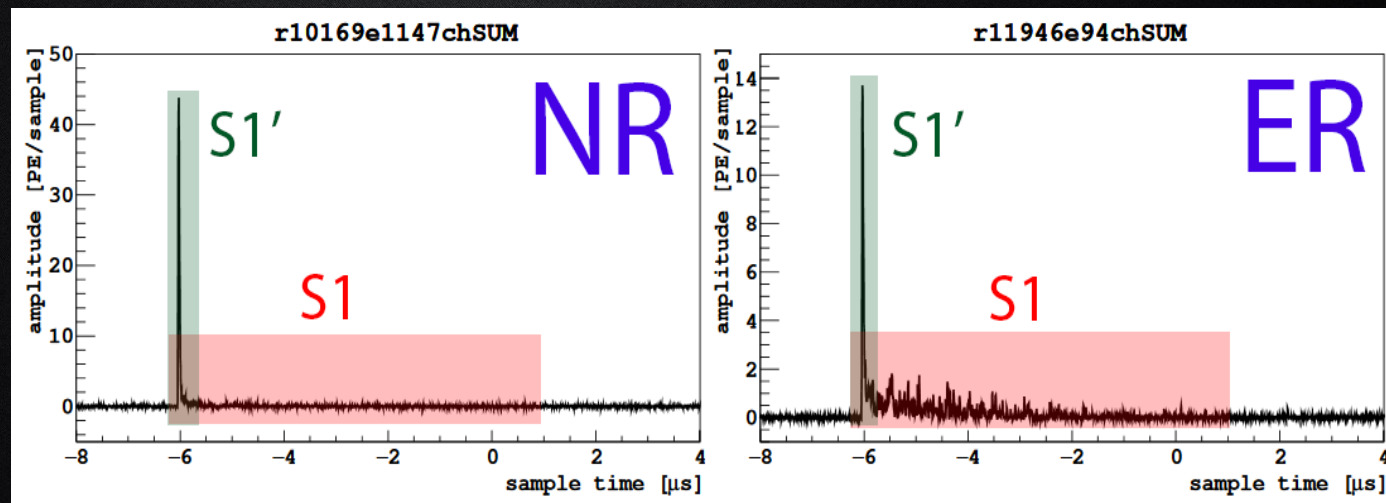 r10169e1147chSUM
amplitude [PE/sample]
50
40
30
20
10
0
S1′
NR
S1
−8
−6
−4
−2
0
2
4
sample time [μs]
r11946e94chSUM
amplitude [PE/sample]
14
12
10
8
6
4
2
0
S1′
ER
S1
−8
−6
−4
−2
0
2
4
sample time [μs]